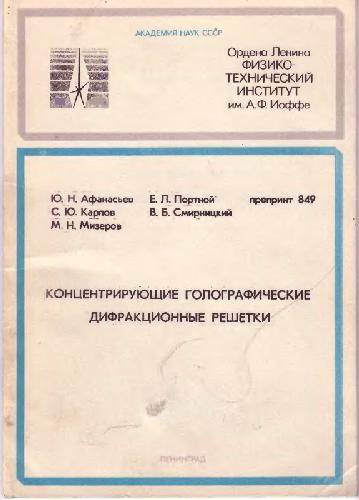 АКАДЕМИЯ НАУК СССР
Ордена Ленина
ФИЗИКО-
ТЕХНИЧЕСКИЙ
ИНСТИТУТ
им. А.Ф. Иоффе
Ю. Н. Афанасьев Е. Л. Портной препринт 849
С. Ю. Карпов В. Б. Смирницкий
М. Н. Мизеров
КОНЦЕНТРИРУЮЩИЕ ГОЛОГРАФИЧЕСКИЕ
ДИФРАКЦИОННЫЕ РЕШЕТКИ
ЛЕНИНГРАД